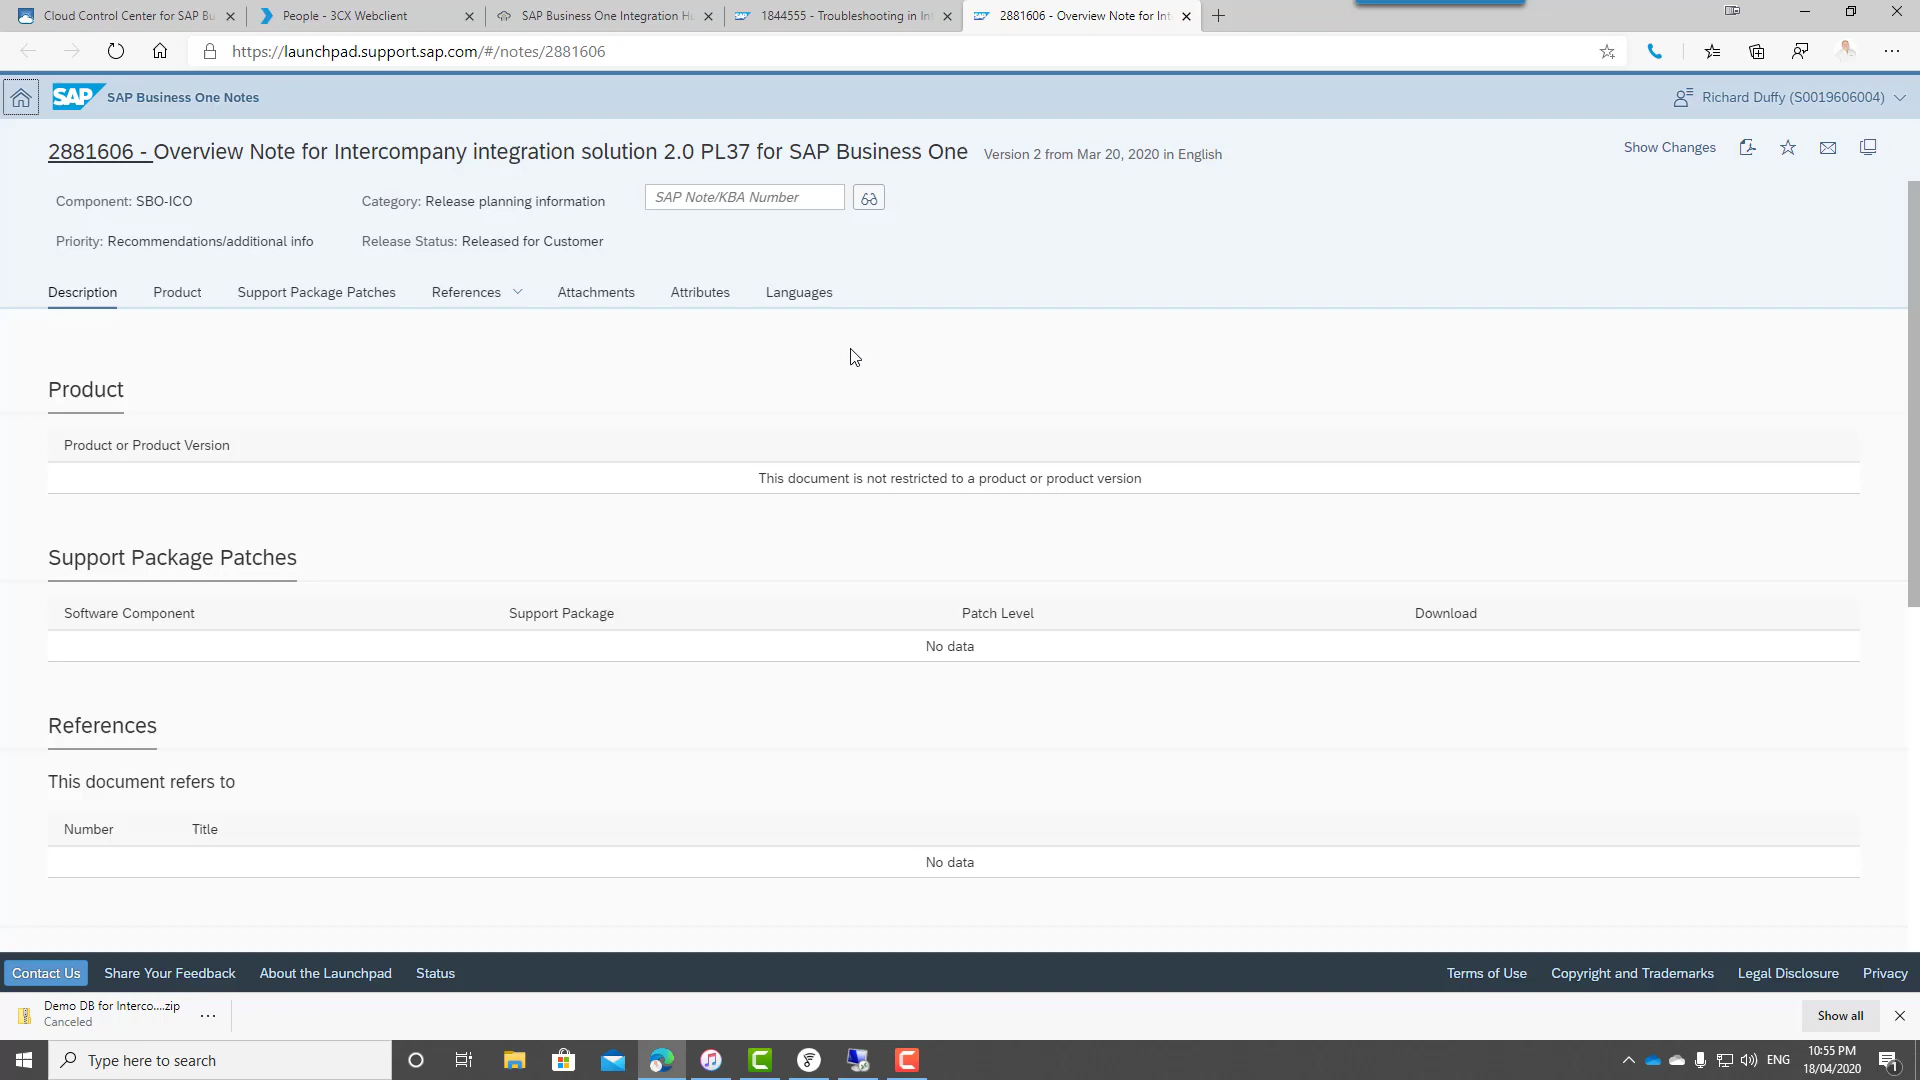 Cloud Control Center for SAP Bu
People - 3CX Webclient
SAP Business One Integration Hu
1844555 - Troubleshooting in Int
2881606 - Overview Note for Int
https://launchpad.support.sap.com/#/notes/2881606
SAP SAP Business One Notes
Richard Duffy (S0019606004)
2881606 - Overview Note for Intercompany integration solution 2.0 PL37 for SAP Business One Version 2 from Mar 20, 2020 in English
Show Changes
Component: SBO-ICO
Category: Release planning information
SAP Note/KBA Number
Priority: Recommendations/additional info
Release Status: Released for Customer
Description Product Support Package Patches References Attachments Attributes Languages
Product
Product or Product Version
This document is not restricted to a product or product version
Support Package Patches
Software Component Support Package Patch Level Download
No data
References
This document refers to
Number Title
No data
Contact Us Share Your Feedback About the Launchpad Status
Terms of Use Copyright and Trademarks Legal Disclosure Privacy
Demo DB for Interco....zip
Canceled
Show all
Type here to search
ENG
10:55 PM
18/04/2020
1